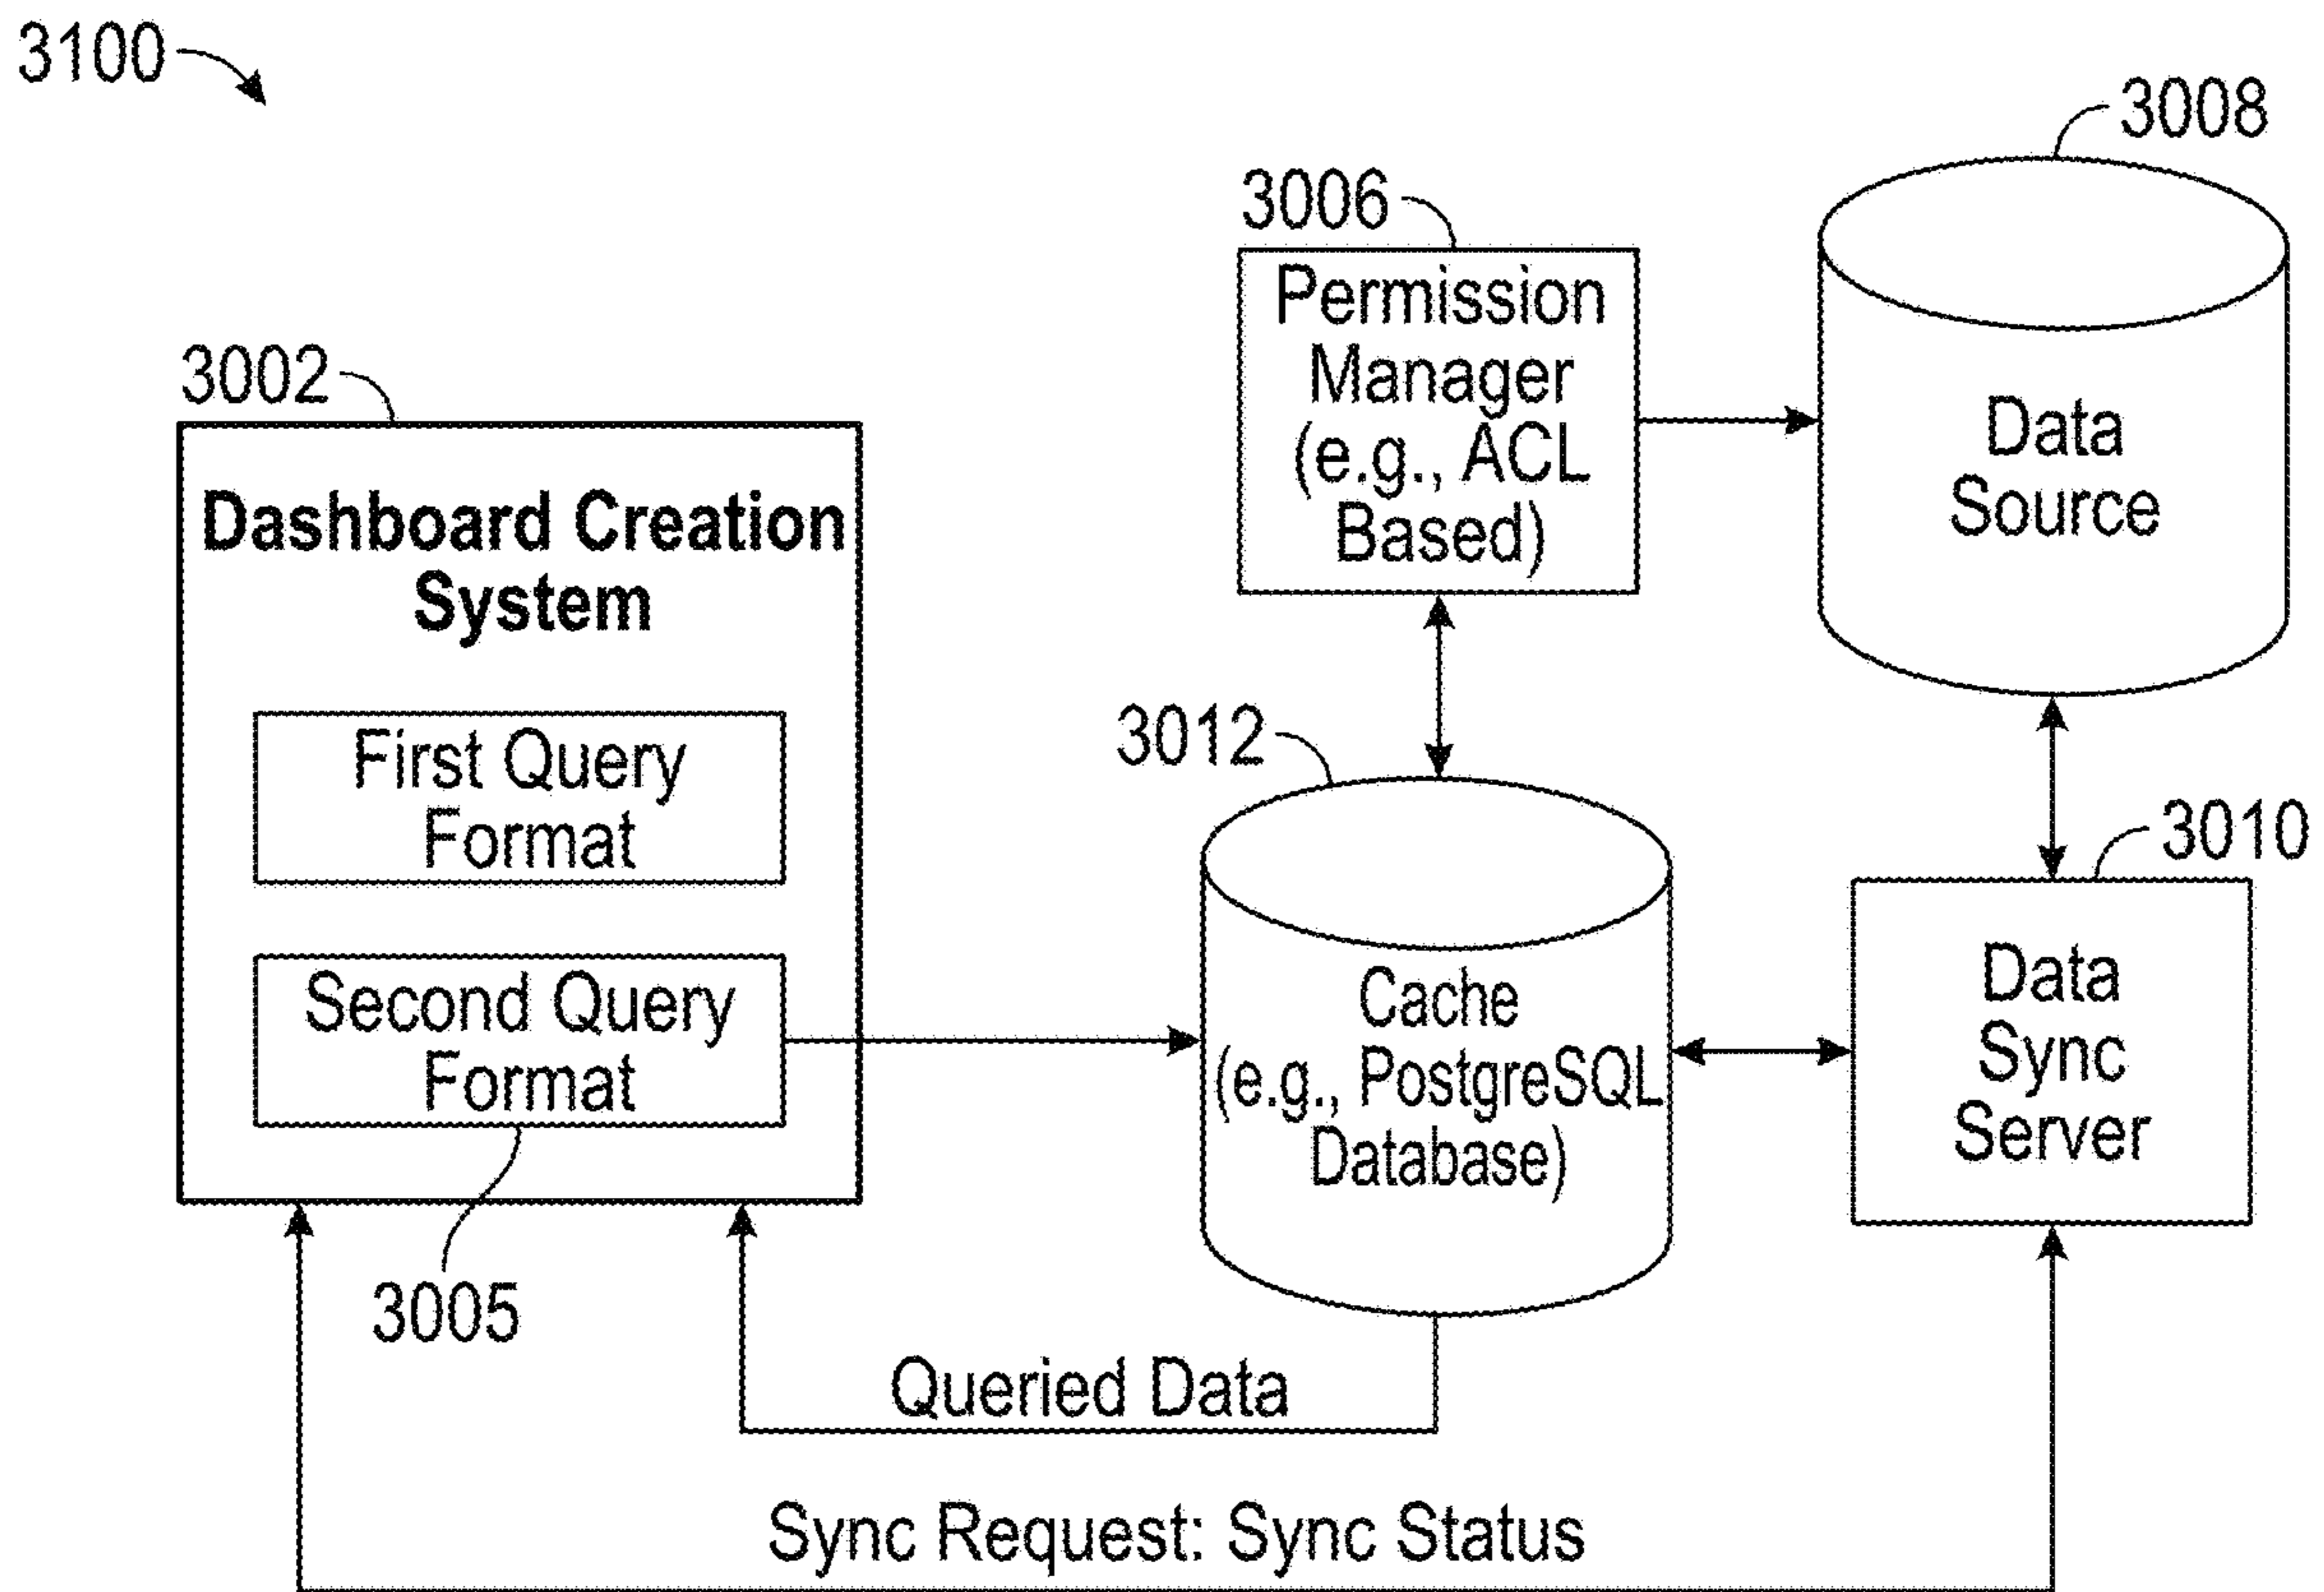 3100
3008
3006
Permission
Manager
(e.g., ACL
Based)
Data
Source
3002
Dashboard Creation
System
First Query
Format
Second Query
Format
3005
3012
Cache
(e.g., PostgreSQL
Database)
3010
Data
Sync
Server
Queried Data
Sync Request: Sync Status